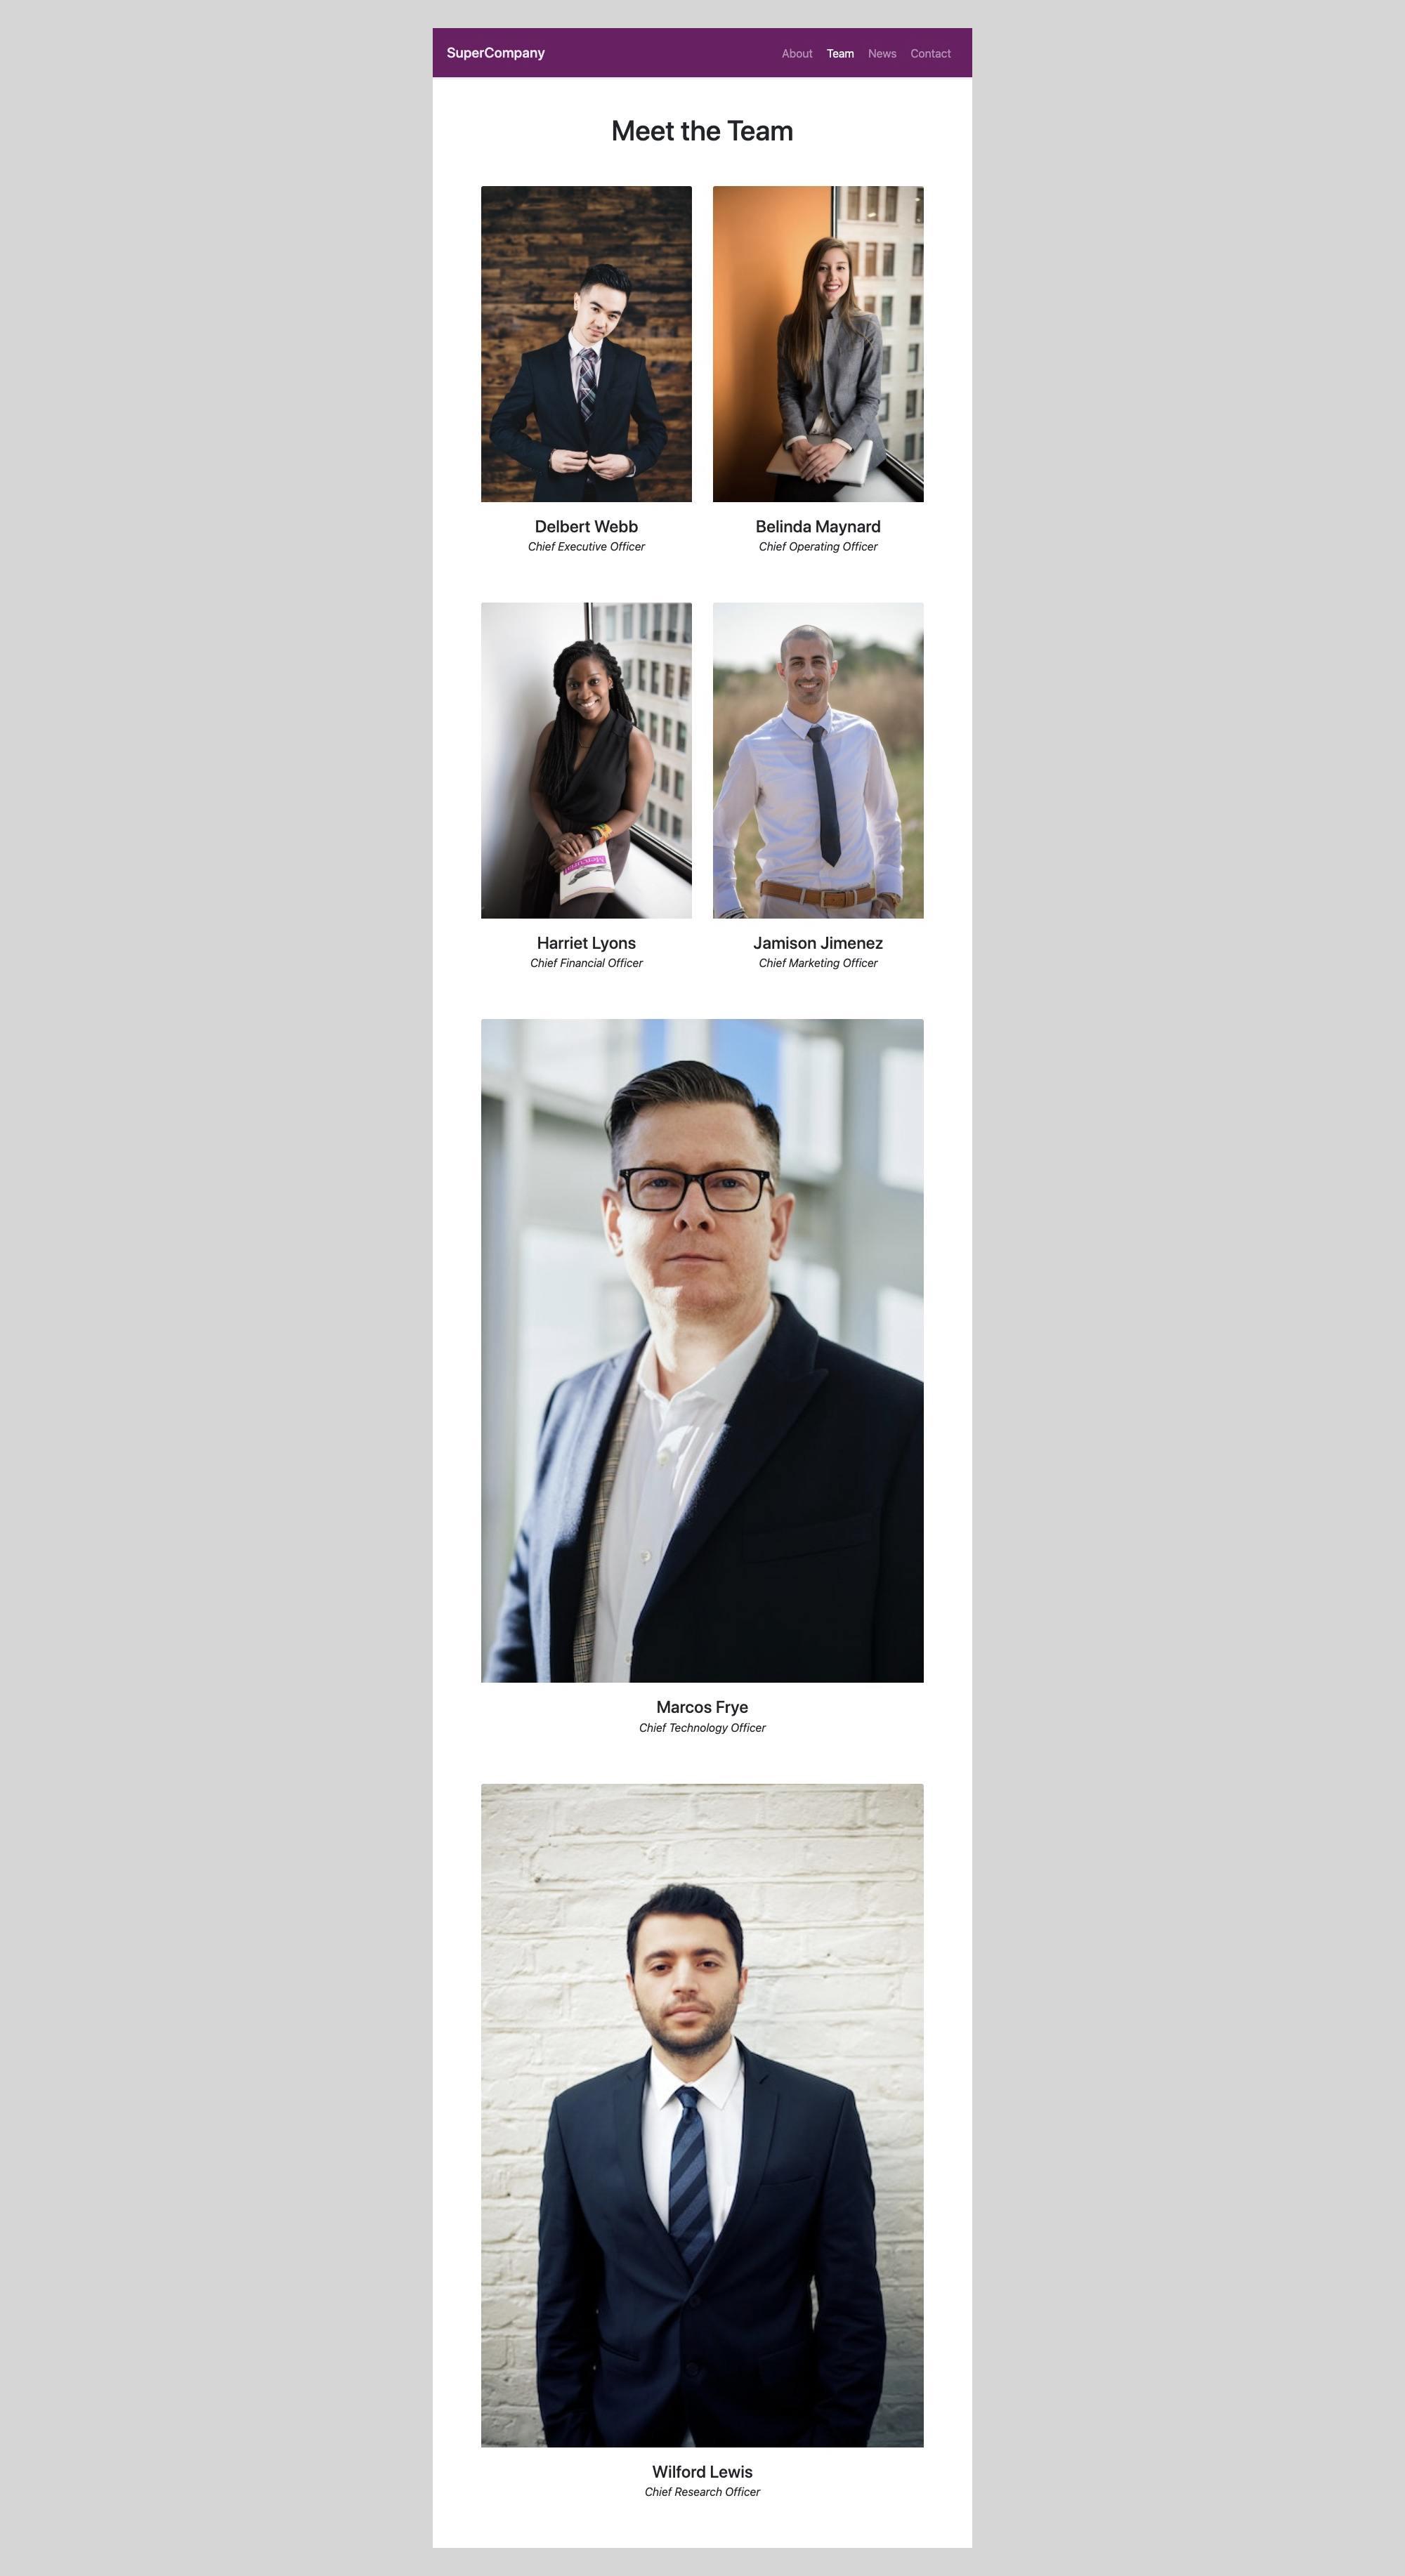 SuperCompany
About Team News Contact
Meet the Team
Delbert Webb
Chief Executive Officer
Belinda Maynard
Chief Operating Officer
Harriet Lyons
Chief Financial Officer
Jamison Jimenez
Chief Marketing Officer
Marcos Frye
Chief Technology Officer
Wilford Lewis
Chief Research Officer